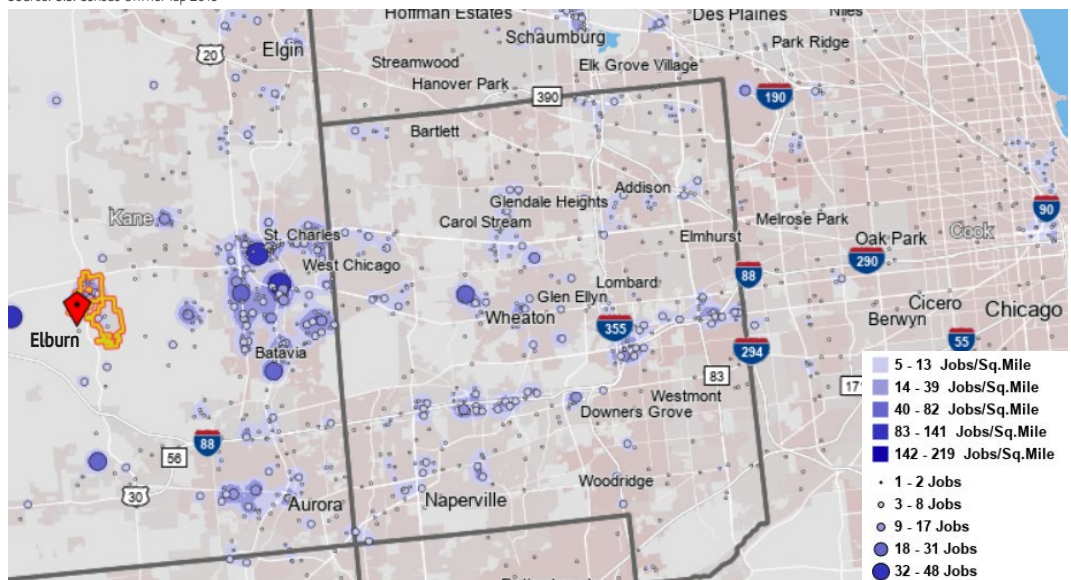 Hoffman Estates
Des Plaines
Niles
Schaumburg
Elgin
20
Park Ridge
Streamwood
Elk Grove Village
Hanover Park
390
190
Bartlett
Addison
Glendale Heights
Kane
Carol Stream
Melrose Park
90
St. Charles
Elmhurst
Oak Park
Cook
West Chicago
290
88
Lombard
Glen Ellyn
Cicero
Chicago
Wheaton
Berwyn
Elburn
355
55
Batavia
294
83
171
Westmont
Downers Grove
88
56
Woodridge
30
Aurora
Naperville
5 - 13 Jobs/Sq.Mile
14 - 39 Jobs/Sq.Mile
40 - 82 Jobs/Sq.Mile
83 - 141 Jobs/Sq.Mile
142 - 219 Jobs/Sq.Mile
1 - 2 Jobs
3 - 8 Jobs
9 - 17 Jobs
18 - 31 Jobs
32 - 48 Jobs